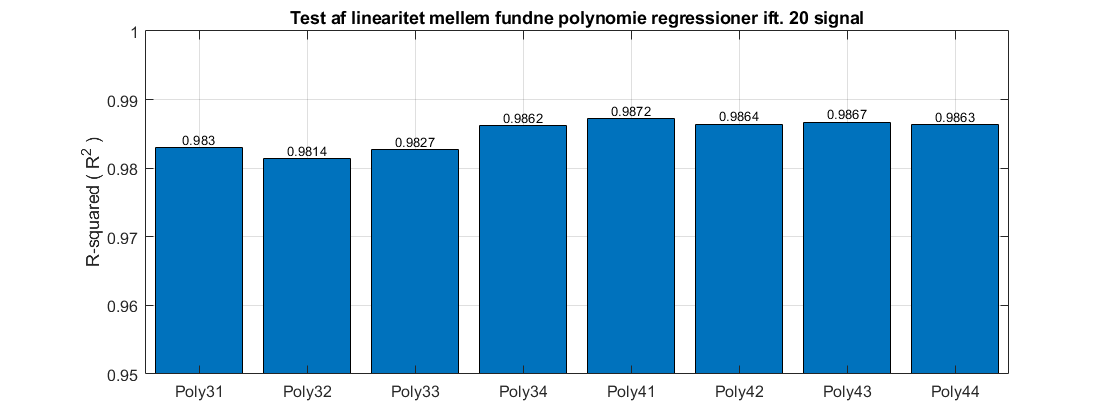 Test af linearitet mellem fundne polynomie regressioner ift. 20 signal
R-squared ( R² )
1
0.99
0.98
0.97
0.96
0.95
0.983
0.9814
0.9827
0.9862
0.9872
0.9864
0.9867
0.9863
Poly31
Poly32
Poly33
Poly34
Poly41
Poly42
Poly43
Poly44